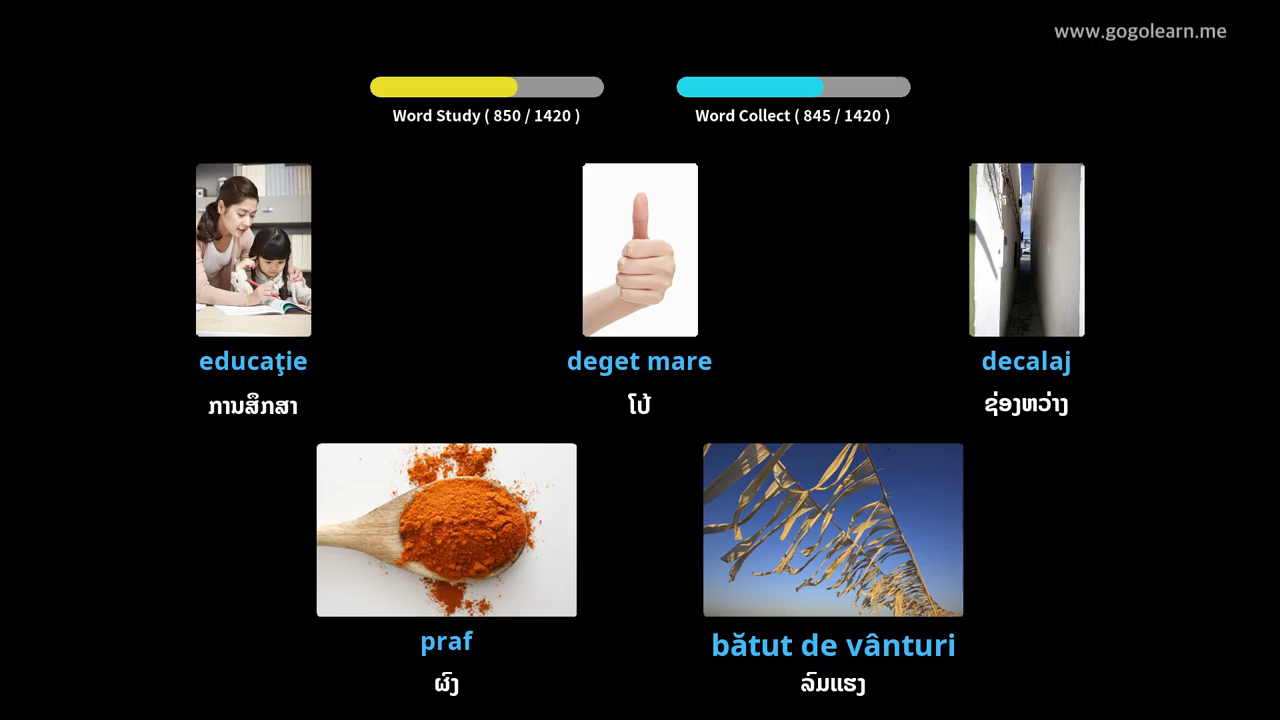 www.gogolearn.me
Word Study ( 850 / 1420 )
Word Collect ( 845 / 1420 )
educaţie
deget mare
decalaj
ການສຶກສາ
ໂປ້
ຊ່ອງຫວ່າງ
praf
bătut de vânturi
ຜົງ
ລົມແຮງ